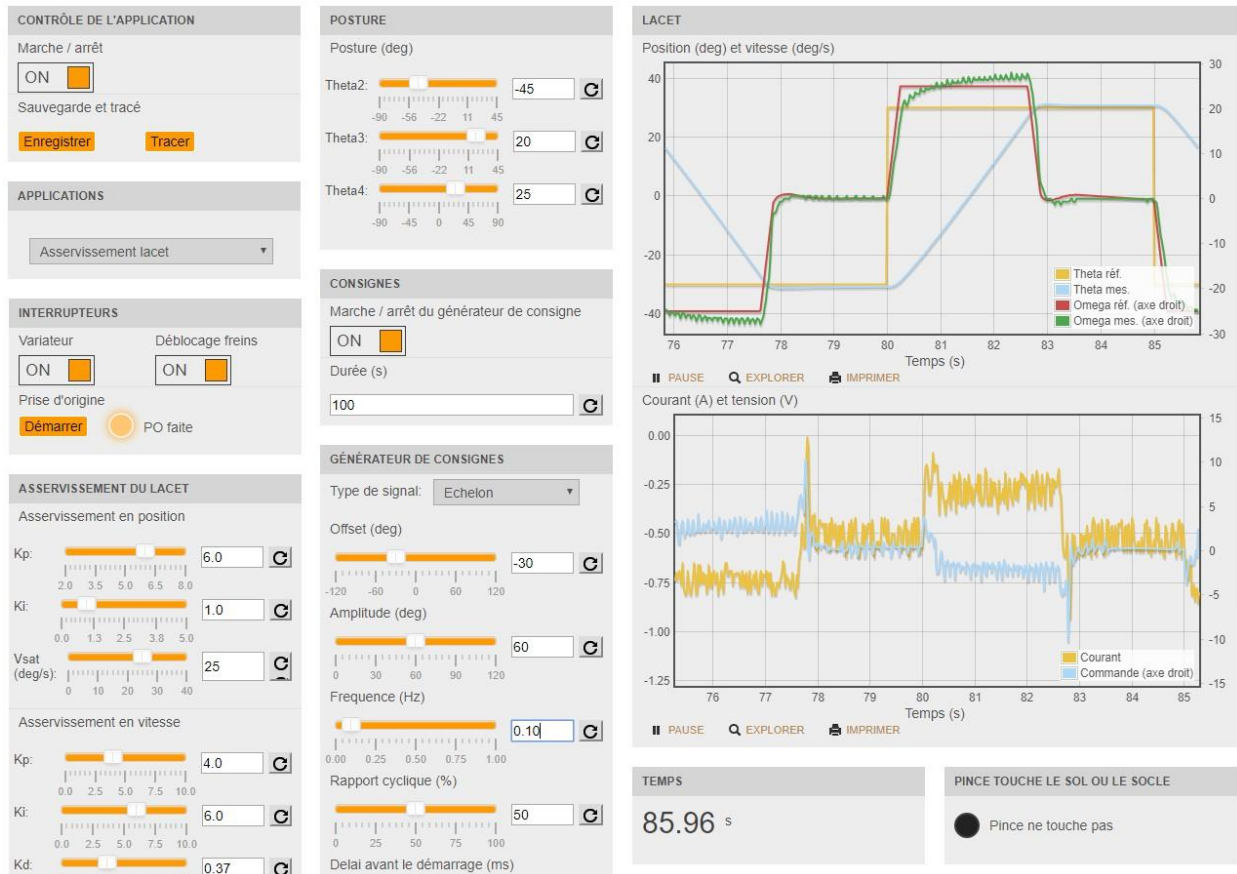 CONTRÔLE DE L'APPLICATION
Marche / arrêt
ON
Sauvegarde et tracé
Enregistrer Tracer
APPLICATIONS
Asservissement lacet
INTERRUPTEURS
Variateur Déblocage freins
ON ON
Prise d'origine
Démarrer PO faite
ASSERVISSEMENT DU LACET
Asservissement en position
Kp: 6.0
2.0 3.5 5.0 6.5 8.0
Ki: 1.0
0.0 1.3 2.5 3.8 5.0
Vsat
(deg/s): 25
0 10 20 30 40
Asservissement en vitesse
Kp: 4.0
0.0 2.5 5.0 7.5 10.0
Ki: 6.0
0.0 2.5 5.0 7.5 10.0
Kd: 0.37
POSTURE
Posture (deg)
Theta2: -45
-90 -56 -22 11 45
Theta3: 20
-90 -56 -22 11 45
Theta4: 25
-90 -45 0 45 90
CONSIGNES
Marche / arrêt du générateur de consigne
ON
Durée (s)
100
GÉNÉRATEUR DE CONSIGNES
Type de signal: Echelon
Offset (deg)
-30
-120 -60 0 60 120
Amplitude (deg)
60
0 30 60 90 120
Frequence (Hz)
0.10
0.00 0.25 0.50 0.75 1.00
Rapport cyclique (%)
50
0 25 50 75 100
Delai avant le démarrage (ms)
LACET
Position (deg) et vitesse (deg/s)
40 20 0 -20 -40
30 20 10 0 -10 -20 -30
Theta réf.
Theta mes.
Omega réf. (axe droit)
Omega mes. (axe droit)
76 77 78 79 80 81 82 83 84 85
Temps (s)
PAUSE EXPLORER IMPRIMER
Courant (A) et tension (V)
0.00 -0.25 -0.50 -0.75 -1.00 -1.25
15 10 5 0 -5 -10 -15
Courant
Commande (axe droit)
76 77 78 79 80 81 82 83 84 85
Temps (s)
PAUSE EXPLORER IMPRIMER
TEMPS
85.96 s
PINCE TOUCHE LE SOL OU LE SOCLE
Pince ne touche pas